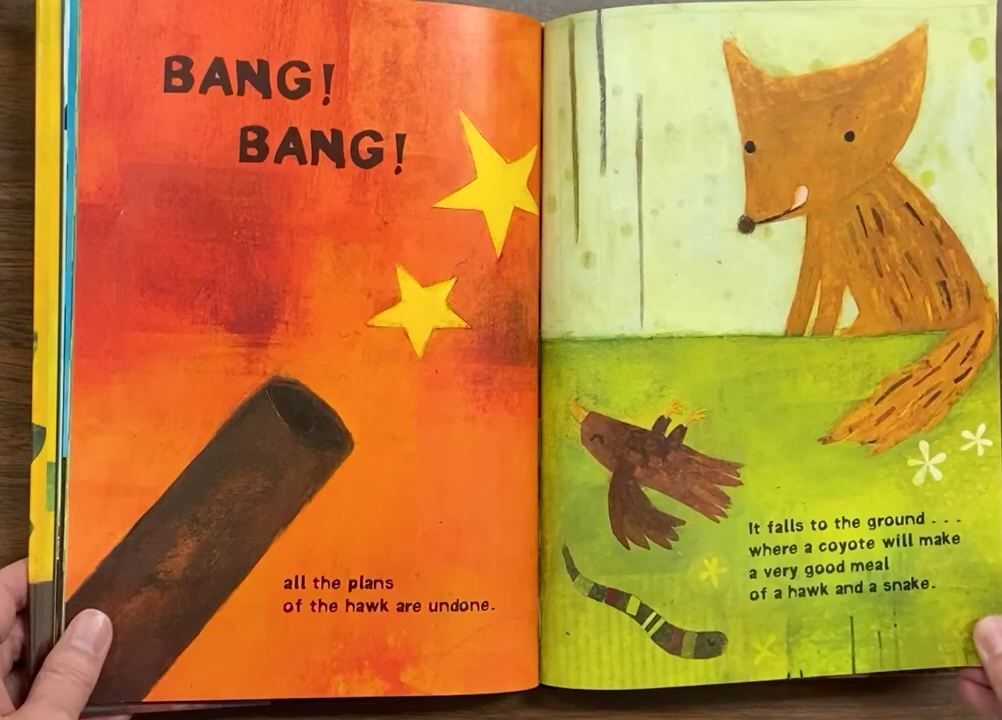 BANG!
BANG!
all the plans
of the hawk are undone.
It falls to the ground . . .
where a coyote will make
a very good meal
of a hawk and a snake.